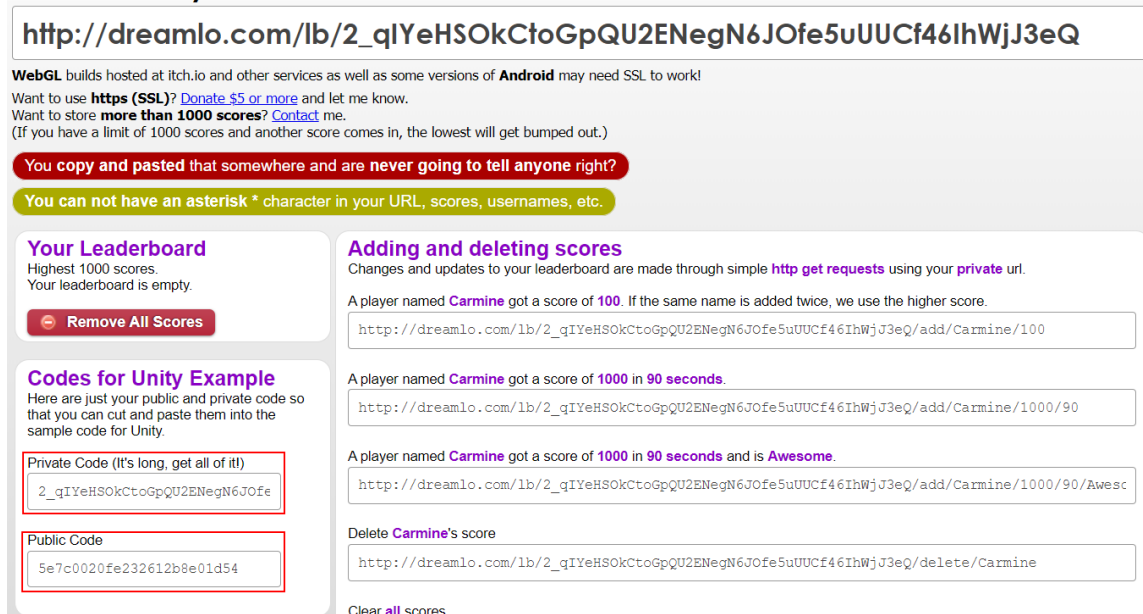 http://dreamlo.com/lb/2_qIYeHSOkCtoGpQU2ENegN6JOfe5uUUCf46IhWjJ3eQ
WebGL builds hosted at itch.io and other services as well as some versions of Android may need SSL to work!
Want to use https (SSL)? Donate $5 or more and let me know.
Want to store more than 1000 scores? Contact me.
(If you have a limit of 1000 scores and another score comes in, the lowest will get bumped out.)
You copy and pasted that somewhere and are never going to tell anyone right?
You can not have an asterisk * character in your URL, scores, usernames, etc.
Your Leaderboard
Highest 1000 scores.
Your leaderboard is empty.
Remove All Scores
Codes for Unity Example
Here are just your public and private code so
that you can cut and paste them into the
sample code for Unity.
Private Code (It's long, get all of it!)
2_qIYeHSOkCtoGpQU2ENegN6JOfe
Public Code
5e7c0020fe232612b8e01d54
Adding and deleting scores
Changes and updates to your leaderboard are made through simple http get requests using your private url.
A player named Carmine got a score of 100. If the same name is added twice, we use the higher score.
http://dreamlo.com/lb/2_qIYeHSOkCtoGpQU2ENegN6JOfe5uUUCf46IhWjJ3eQ/add/Carmine/100
A player named Carmine got a score of 1000 in 90 seconds.
http://dreamlo.com/lb/2_qIYeHSOkCtoGpQU2ENegN6JOfe5uUUCf46IhWjJ3eQ/add/Carmine/1000/90
A player named Carmine got a score of 1000 in 90 seconds and is Awesome.
http://dreamlo.com/lb/2_qIYeHSOkCtoGpQU2ENegN6JOfe5uUUCf46IhWjJ3eQ/add/Carmine/1000/90/Aweso
Delete Carmine's score
http://dreamlo.com/lb/2_qIYeHSOkCtoGpQU2ENegN6JOfe5uUUCf46IhWjJ3eQ/delete/Carmine
Clear all scores